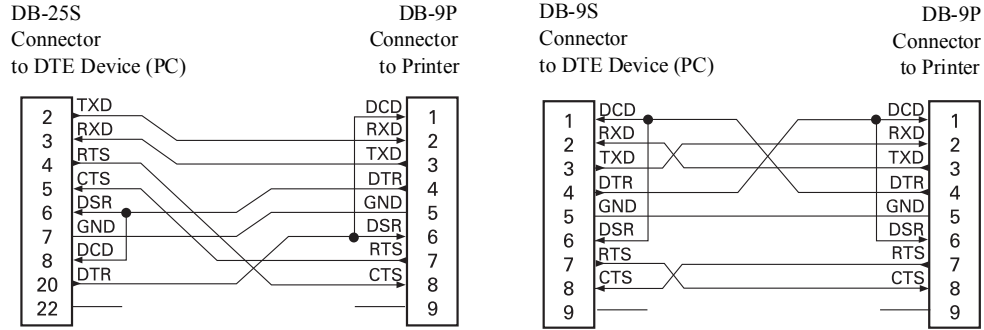 DB-25S
Connector
to DTE Device (PC)
DB-9P
Connector
to Printer
2 TXD
3 RXD
4 RTS
5 CTS
6 DSR
7 GND
8 DCD
20 DTR
22
DCD 1
RXD 2
TXD 3
DTR 4
GND 5
DSR 6
RTS 7
CTS 8
9
DB-9S
Connector
to DTE Device (PC)
DB-9P
Connector
to Printer
1 DCD
2 RXD
3 TXD
4 DTR
5 GND
6 DSR
7 RTS
8 CTS
9
DCD 1
RXD 2
TXD 3
DTR 4
GND 5
DSR 6
RTS 7
CTS 8
9